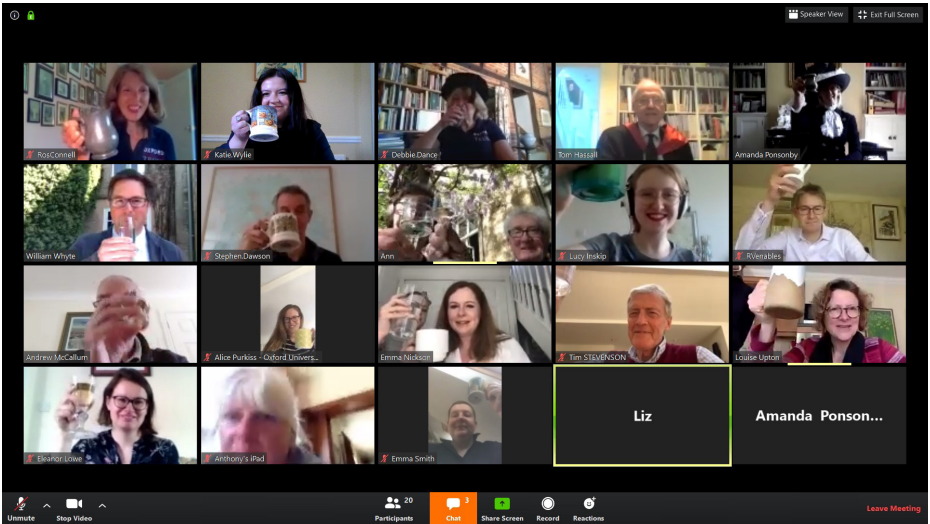 Speaker View
Exit Full Screen
RosConnell
Katie.Wylie
Debbie.Dance
Tom Hassall
Amanda Ponsonby
William Whyte
Stephen.Dawson
Ann
Lucy Inskip
RVenables
Andrew McCallum
Alice Purkiss - Oxford Univers...
Emma Nickson
Tim STEVENSON
Louise Upton
Eleanor Lowe
Anthony's iPad
Emma Smith
Liz
Amanda Ponson...
Unmute
Stop Video
20
Participants
3
Chat
Share Screen
Record
Reactions
Leave Meeting